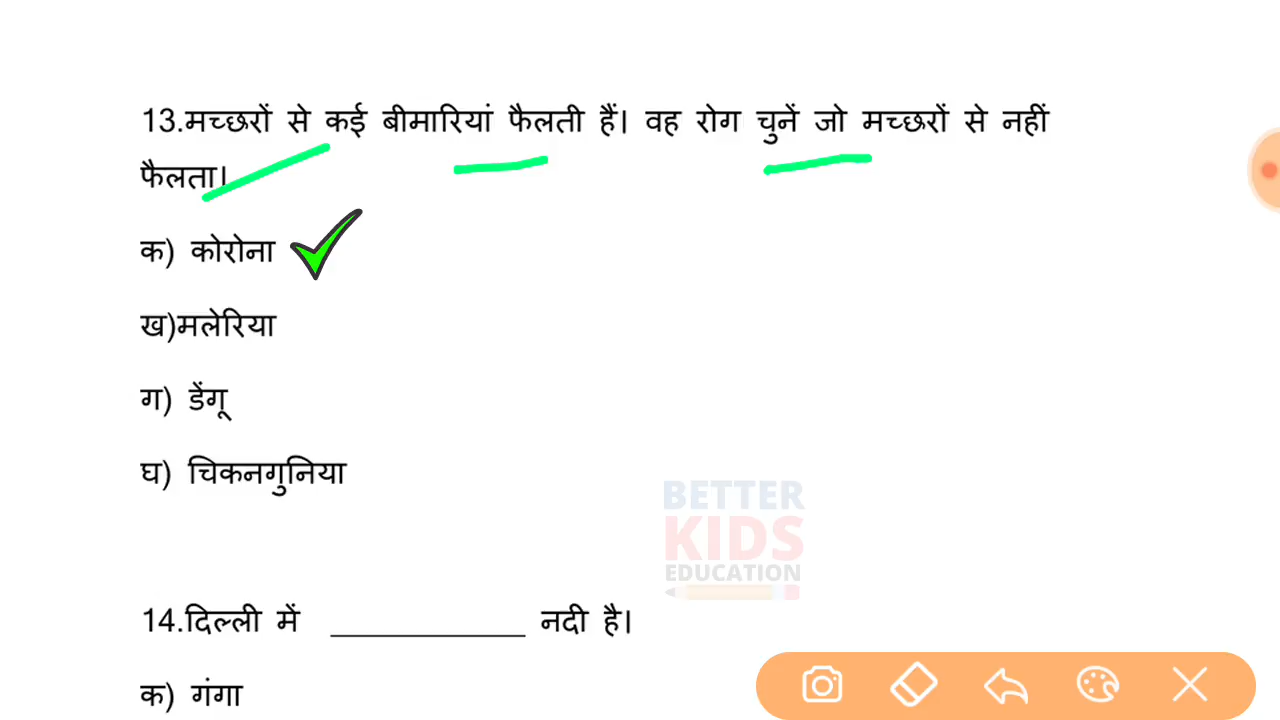 13.मच्छरों से कई बीमारियां फैलती हैं। वह रोग चुनें जो मच्छरों से नहीं
फैलता।
क) कोरोना
ख)मलेरिया
ग) डेंगू
घ) चिकनगुनिया
BETTER
KIDS
EDUCATION
14.दिल्ली में ____________ नदी है।
क) गंगा